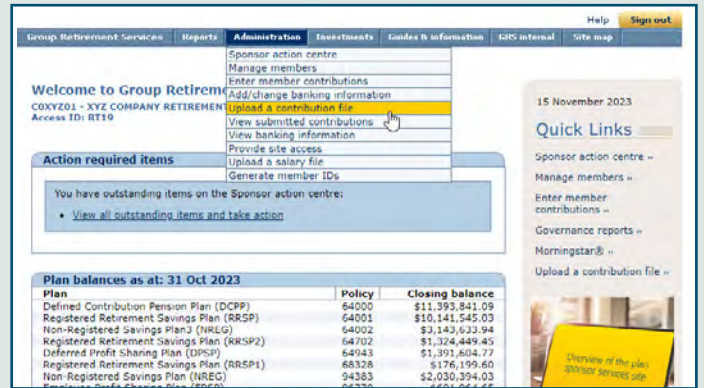 Help Sign out
Group Retirement Services Reports Administration Investments Guides & information GRS internal Site map
Sponsor action centre
Manage members
Enter member contributions
Add/change banking information
Upload a contribution file
View submitted contributions
View banking information
Provide site access
Upload a salary file
Generate member IDs
Welcome to Group Retireme
C0XYZ01 - XYZ COMPANY RETIREMENT
Access ID: RT19
Action required items
You have outstanding items on the Sponsor action centre:
• View all outstanding items and take action
Plan balances as at: 31 Oct 2023
Plan Policy Closing balance
Defined Contribution Pension Plan (DCPP) 64000 $11,393,841.09
Registered Retirement Savings Plan (RRSP) 64001 $10,141,545.03
Non-Registered Savings Plan3 (NREG) 64002 $3,143,633.94
Registered Retirement Savings Plan (RRSP2) 64702 $1,324,449.45
Deferred Profit Sharing Plan (DPSP) 64943 $1,391,604.77
Registered Retirement Savings Plan (RRSP1) 68328 $176,199.60
Non-Registered Savings Plan (NREG) 94383 $2,030,394.03
15 November 2023
Quick Links
Sponsor action centre »
Manage members »
Enter member
contributions »
Governance reports »
Morningstar® »
Upload a contribution file »
Overview of the plan
sponsor services site